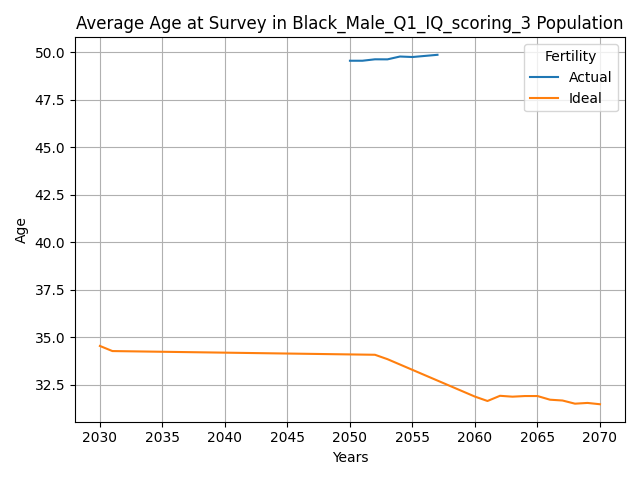 Average Age at Survey in Black_Male_Q1_IQ_scoring_3 Population
50.0
47.5
45.0
42.5
40.0
37.5
35.0
32.5
Age
Fertility
Actual
Ideal
2030 2035 2040 2045 2050 2055 2060 2065 2070
Years